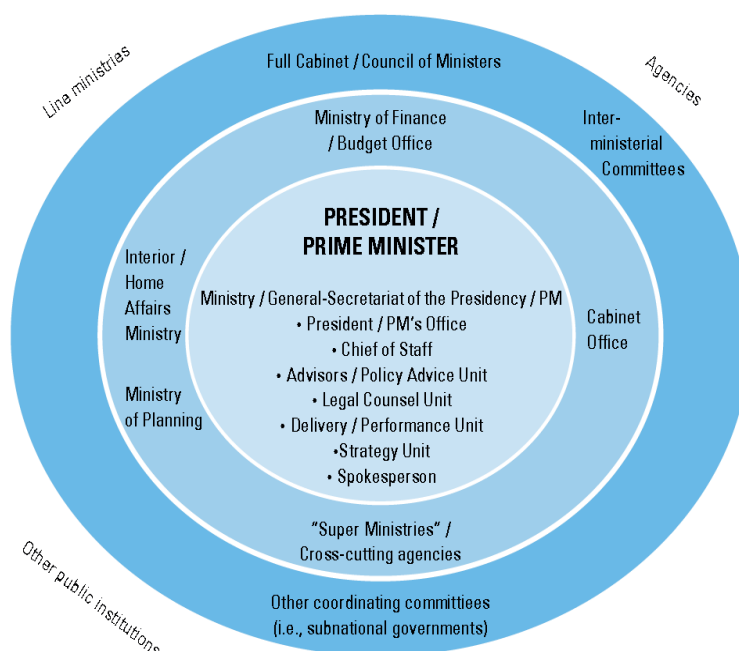 Line ministries
Full Cabinet / Council of Ministers
Agencies
Ministry of Finance
/ Budget Office
Inter-
ministerial
Committees
PRESIDENT /
PRIME MINISTER
Interior /
Home
Affairs
Ministry
Ministry / General-Secretariat of the Presidency / PM
• President / PM's Office
• Chief of Staff
• Advisors / Policy Advice Unit
• Legal Counsel Unit
• Delivery / Performance Unit
•Strategy Unit
• Spokesperson
Cabinet
Office
Ministry
of Planning
"Super Ministries" /
Cross-cutting agencies
Other public institutions
Other coordinating committiees
(i.e., subnational governments)